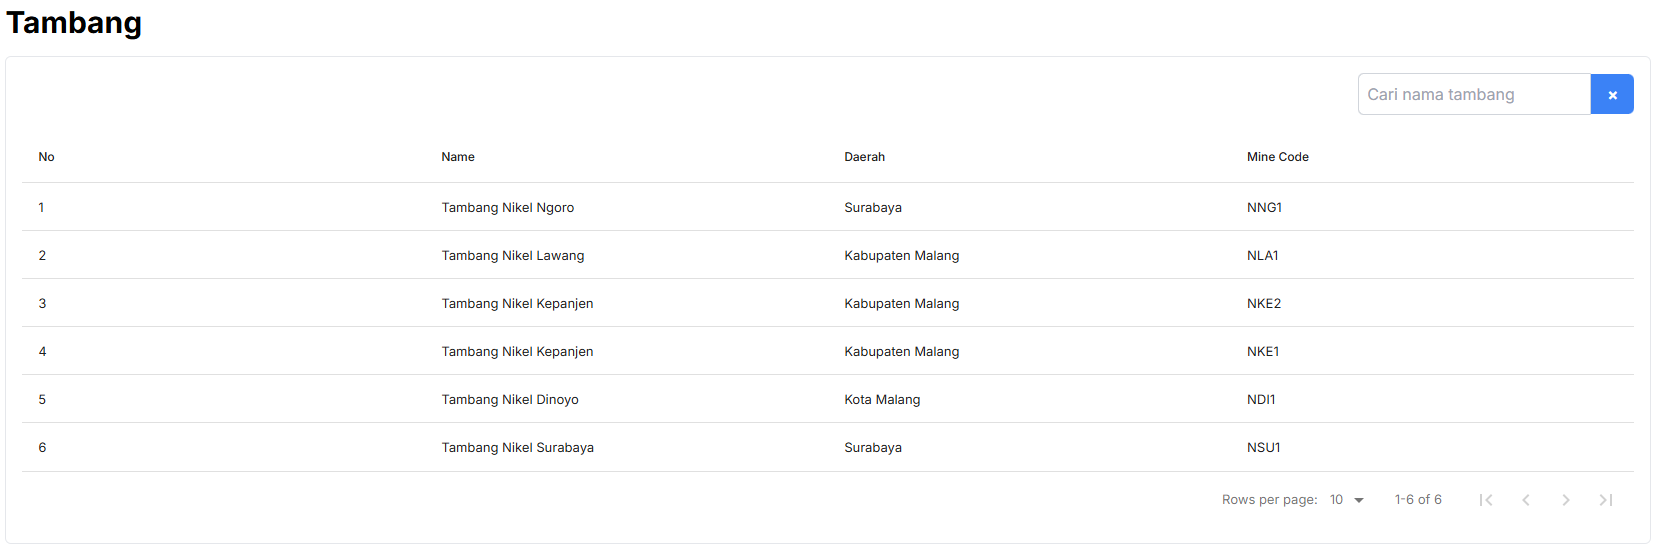 Tambang
Cari nama tambang ×
No Name Daerah Mine Code
1 Tambang Nikel Ngoro Surabaya NNG1
2 Tambang Nikel Lawang Kabupaten Malang NLA1
3 Tambang Nikel Kepanjen Kabupaten Malang NKE2
4 Tambang Nikel Kepanjen Kabupaten Malang NKE1
5 Tambang Nikel Dinoyo Kota Malang NDI1
6 Tambang Nikel Surabaya Surabaya NSU1
Rows per page: 10 1-6 of 6